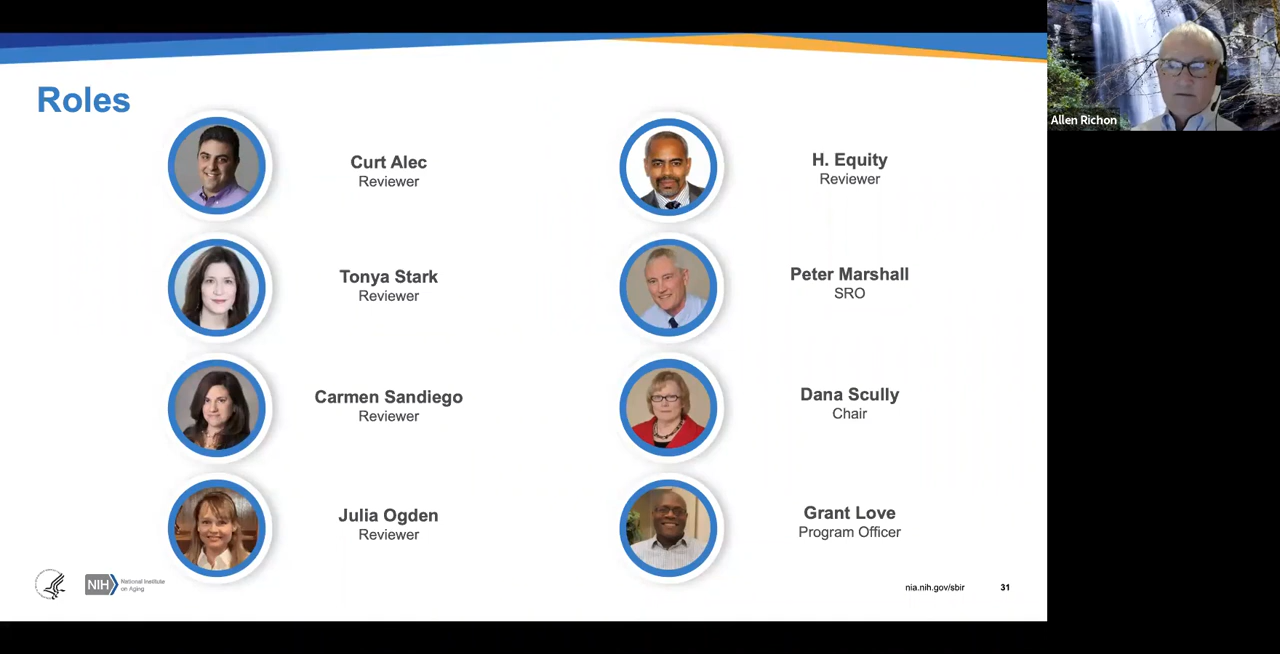 Roles
Curt Alec
Reviewer
H. Equity
Reviewer
Tonya Stark
Reviewer
Peter Marshall
SRO
Carmen Sandiego
Reviewer
Dana Scully
Chair
Julia Ogden
Reviewer
Grant Love
Program Officer
NIH
National Institute
on Aging
nia.nih.gov/sbir
31
Allen Richon